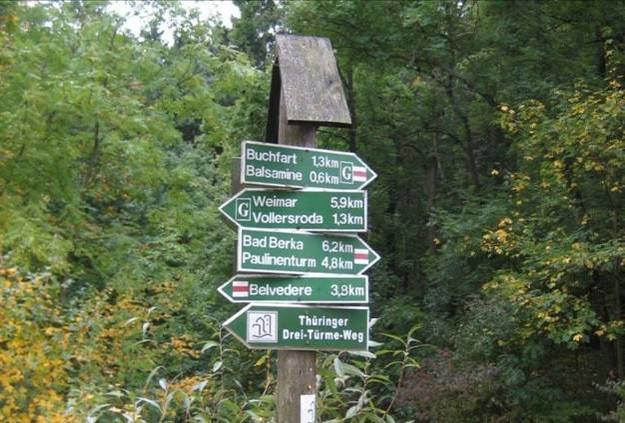 Buchfart 1,3km
Balsamine 0,6km G
G Weimar 5,9km
Vollersroda 1,3km
Bad Berka 6,2km
Paulinenturm 4,8km
Belvedere 3,8km
Thüringer
Drei-Türme-Weg